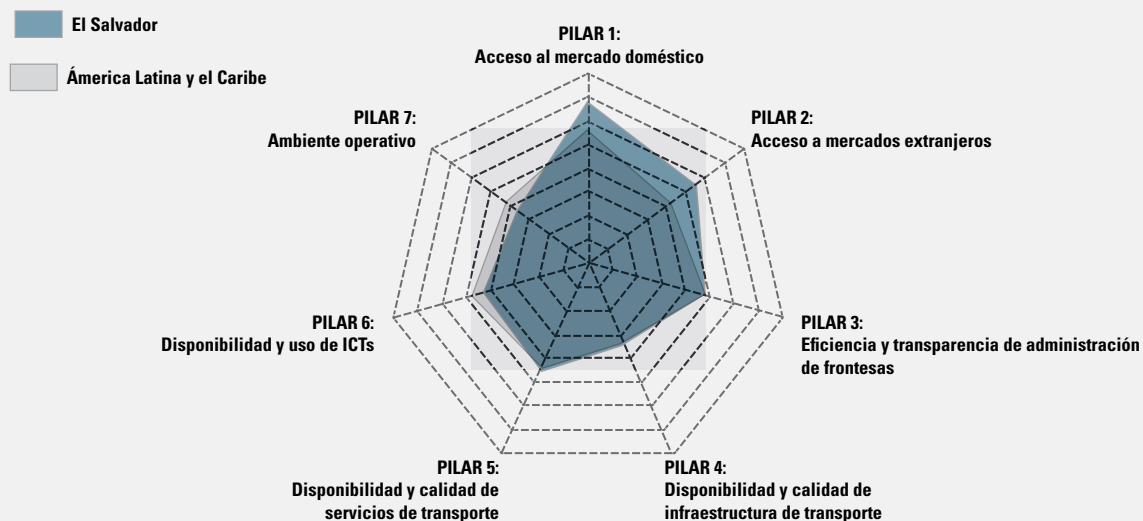 El Salvador
Ámerica Latina y el Caribe
PILAR 1:
Acceso al mercado doméstico
PILAR 2:
Acceso a mercados extranjeros
PILAR 3:
Eficiencia y transparencia de administración
de frontesas
PILAR 4:
Disponibilidad y calidad de
infraestructura de transporte
PILAR 5:
Disponibilidad y calidad de
servicios de transporte
PILAR 6:
Disponibilidad y uso de ICTs
PILAR 7:
Ambiente operativo